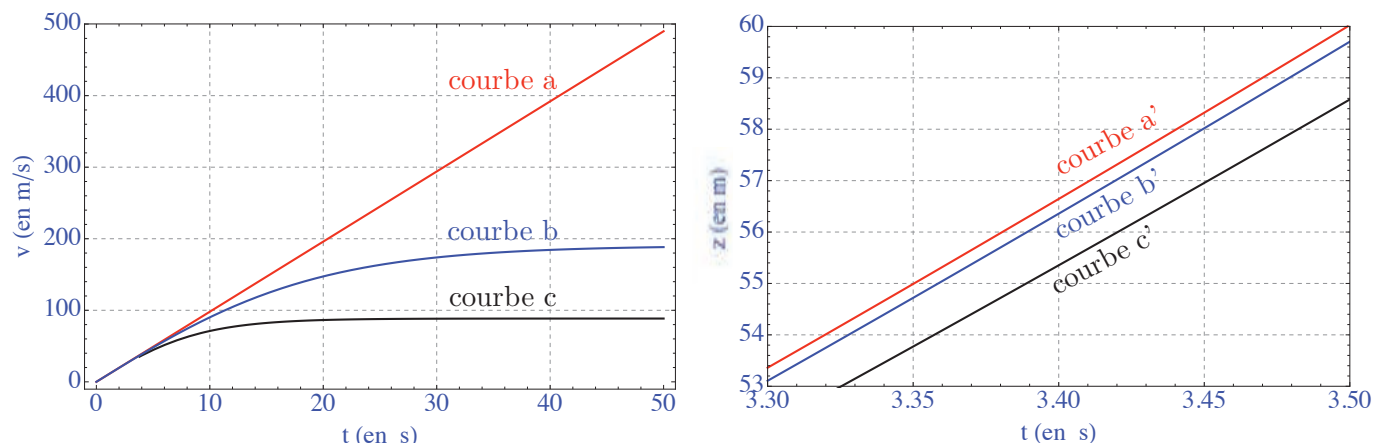 500
400
300
200
100
0
v (en m/s)
courbe a
courbe b
courbe c
0
10
20
30
40
50
t (en s)
60
59
58
57
56
55
54
53
z (en m)
courbe a'
courbe b'
courbe c'
3.30
3.35
3.40
3.45
3.50
t (en s)